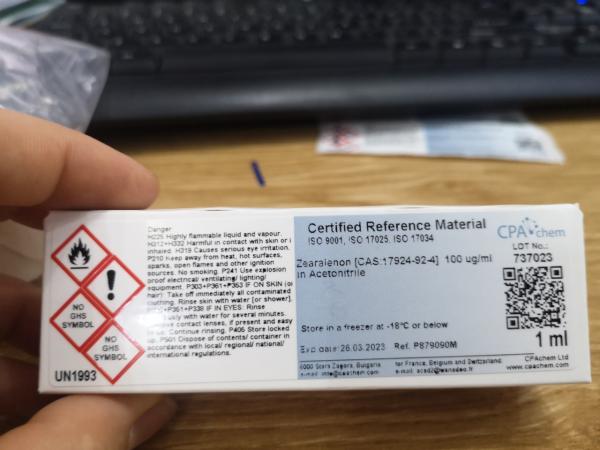 Danger
H225 Highly flammable liquid and vapour.
H312+H332 Harmful in contact with skin or i
inhaled. H319 Causes serious eye irritation.
P210 Keep away from heat, hot surfaces,
sparks, open flames and other ignition
sources. No smoking. P241 Use explosion
proof electrical/ ventilating/ lighting/
equipment. P303+P361+P353 IF ON SKIN (o
hair): Take off immediately all contaminated
clothing. Rinse skin with water [or shower].
+P361+P338 IF IN EYES: Rinse
with water for several minutes.
contact lenses, if present and easy
Continue rinsing. P405 Store locked
up. P501 Dispose of contents/ container in
accordance with local/ regional/ national/
international regulations.
NO
GHS
SYMBOL
NO
GHS
SYMBOL
UN1993
Certified Reference Material
ISO 9001, ISO 17025, ISO 17034
Zearalenon [CAS:17924-92-4] 100 ug/ml
in Acetonitrile
Store in a freezer at -18°C or below
Exp date: 26.03.2023 Ref. P879090M
6000 Stara Zagora, Bulgaria
for France, Belgium and Switzerland:
CPAchem
LOT No.:
737023
1 ml
CPAchem Ltd
www.cpachem.com